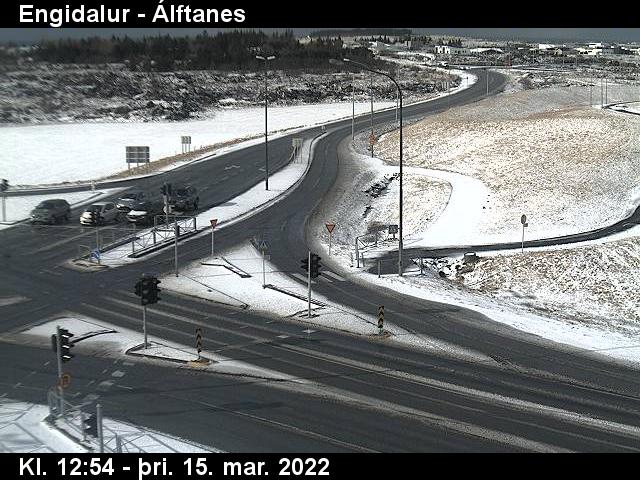 Engidalur - Álftanes
Kl. 12:54 - þri. 15. mar. 2022